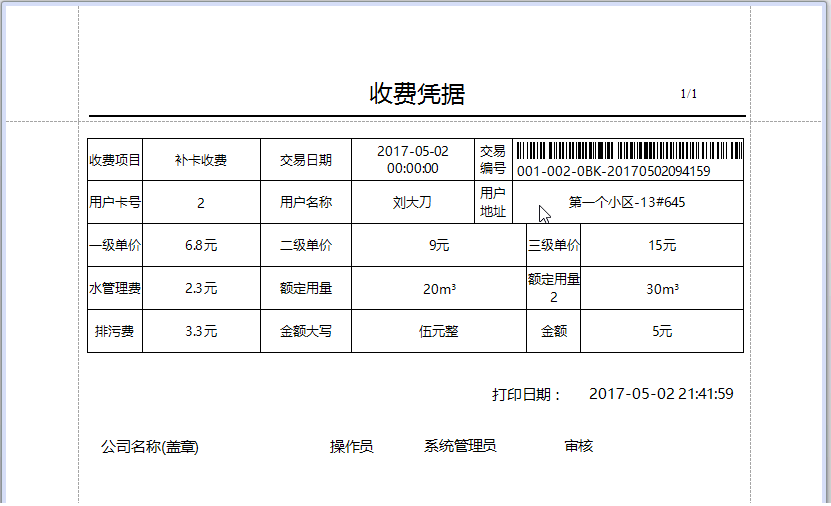 收费凭据
1/1
收费项目 补卡收费 交易日期 2017-05-02 00:00:00 交易编号 001-002-0BK-20170502094159
用户卡号 2 用户名称 刘大刀 用户地址 第一个小区-13#645
一级单价 6.8元 二级单价 9元 三级单价 15元
水管理费 2.3元 额定用量 20m³ 额定用量2 30m³
排污费 3.3元 金额大写 伍元整 金额 5元
打印日期： 2017-05-02 21:41:59
公司名称(盖章) 操作员 系统管理员 审核